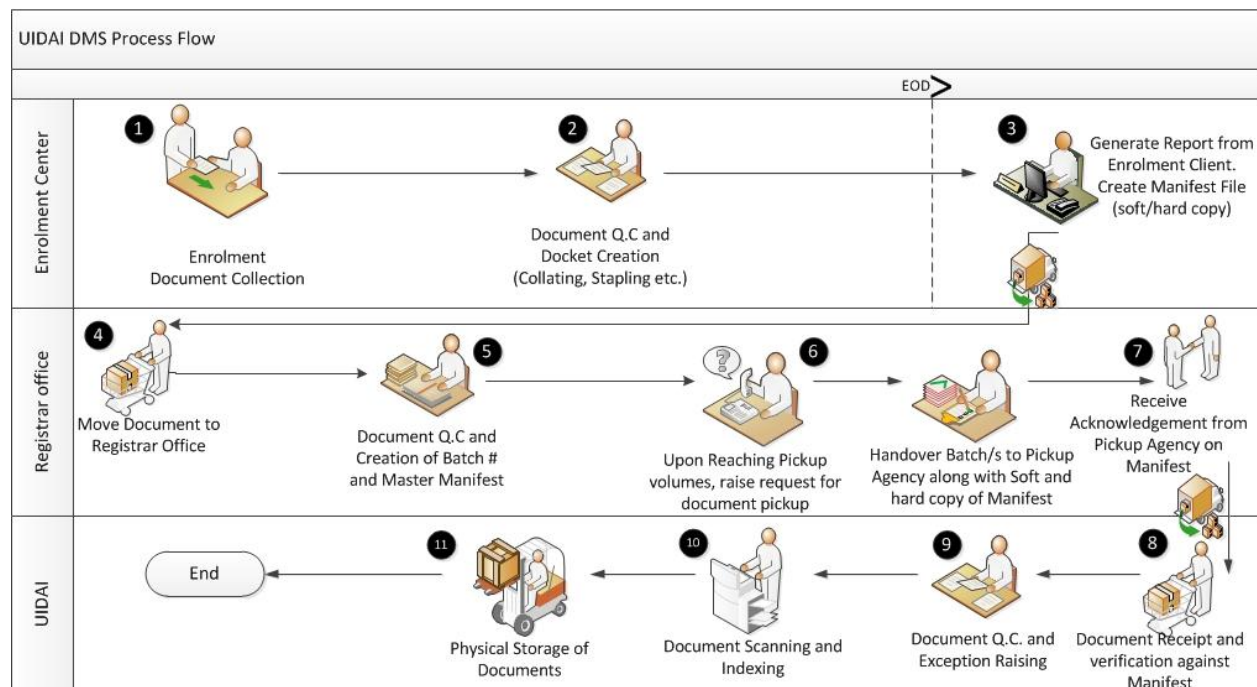 UIDAI DMS Process Flow
EOD
Enrolment Center
1
Enrolment
Document Collection
2
Document Q.C and
Docket Creation
(Collating, Stapling etc.)
3
Generate Report from
Enrolment Client.
Create Manifest File
(soft/hard copy)
Registrar office
4
Move Document to
Registrar Office
5
Document Q.C and
Creation of Batch #
and Master Manifest
?
6
Upon Reaching Pickup
volumes, raise request for
document pickup
Handover Batch/s to Pickup
Agency along with Soft and
hard copy of Manifest
7
Receive
Acknowledgement from
Pickup Agency on
Manifest
UIDAI
8
Document Receipt and
verification against
Manifest
9
Document Q.C. and
Exception Raising
10
Document Scanning and
Indexing
11
Physical Storage of
Documents
End